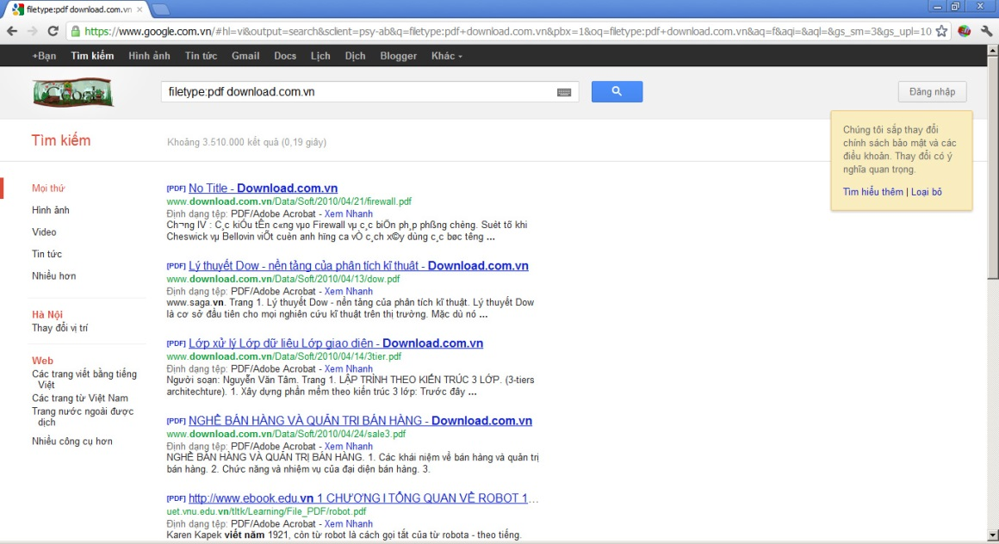 filetype:pdf download.com.vn
https://www.google.com.vn/#hl=vi&output=search&sclient=psy-ab&q=filetype:pdf+download.com.vn&pbx=1&oq=filetype:pdf+download.com.vn&aq=f&aqi=&aql=&gs_sm=3&gs_upl=10
+Bạn Tìm kiếm Hình ảnh Tin tức Gmail Docs Lịch Dịch Blogger Khác
Google
filetype:pdf download.com.vn
Đăng nhập
Tìm kiếm
Khoảng 3.510.000 kết quả (0,19 giây)
Chúng tôi sắp thay đổi
chính sách bảo mật và các
điều khoản. Thay đổi có ý
nghĩa quan trọng.
Tìm hiểu thêm | Loại bỏ
Mọi thứ
Hình ảnh
Video
Tin tức
Nhiều hơn
Hà Nội
Thay đổi vị trí
Web
Các trang viết bằng tiếng
Việt
Các trang từ Việt Nam
Trang nước ngoài được
dịch
Nhiều công cụ hơn
[PDF] No Title - Download.com.vn
www.download.com.vn/Data/Soft/2010/04/21/firewall.pdf
Định dạng tệp: PDF/Adobe Acrobat - Xem Nhanh
Ch¬ng IV : C¸c kiÓu tÊn c«ng vµo Firewall vµ c¸c biÖn ph¸p phßng chèng. Suèt tõ khi
Cheswick vµ Bellovin viÕt cuèn anh hïng ca vÒ c¸ch x©y dùng c¸c bøc têng ...
[PDF] Lý thuyết Dow - nền tảng của phân tích kĩ thuật - Download.com.vn
www.download.com.vn/Data/Soft/2010/04/13/dow.pdf
Định dạng tệp: PDF/Adobe Acrobat - Xem Nhanh
www.saga.vn. Trang 1. Lý thuyết Dow - nền tảng của phân tích kĩ thuật. Lý thuyết Dow
là cơ sở đầu tiên cho mọi nghiên cứu kĩ thuật trên thị trường. Mặc dù nó ...
[PDF] Lớp xử lý Lớp dữ liệu Lớp giao diện - Download.com.vn
www.download.com.vn/Data/Soft/2010/04/14/3tier.pdf
Định dạng tệp: PDF/Adobe Acrobat - Xem Nhanh
Người soạn: Nguyễn Văn Tâm. Trang 1. LẬP TRÌNH THEO KIẾN TRÚC 3 LỚP. (3-tiers
architechture). 1. Xây dựng phần mềm theo kiến trúc 3 lớp: Trước đây ...
[PDF] NGHỀ BÁN HÀNG VÀ QUẢN TRỊ BÁN HÀNG - Download.com.vn
www.download.com.vn/Data/Soft/2010/04/24/sale3.pdf
Định dạng tệp: PDF/Adobe Acrobat - Xem Nhanh
NGHỀ BÁN HÀNG VÀ QUẢN TRỊ BÁN HÀNG. 1. Các khái niệm về bán hàng và quản trị
bán hàng. 2. Chức năng và nhiệm vụ của đại diện bán hàng. 3.
[PDF] http://www.ebook.edu.vn 1 CHƯƠNG I TỔNG QUAN VỀ ROBOT 1...
uet.vnu.edu.vn/tltk/Learning/File_PDF/robot.pdf
Định dạng tệp: PDF/Adobe Acrobat - Xem Nhanh
Karen Kapek viết năm 1921, còn từ robot là cách gọi tắt của từ robota - theo tiếng.